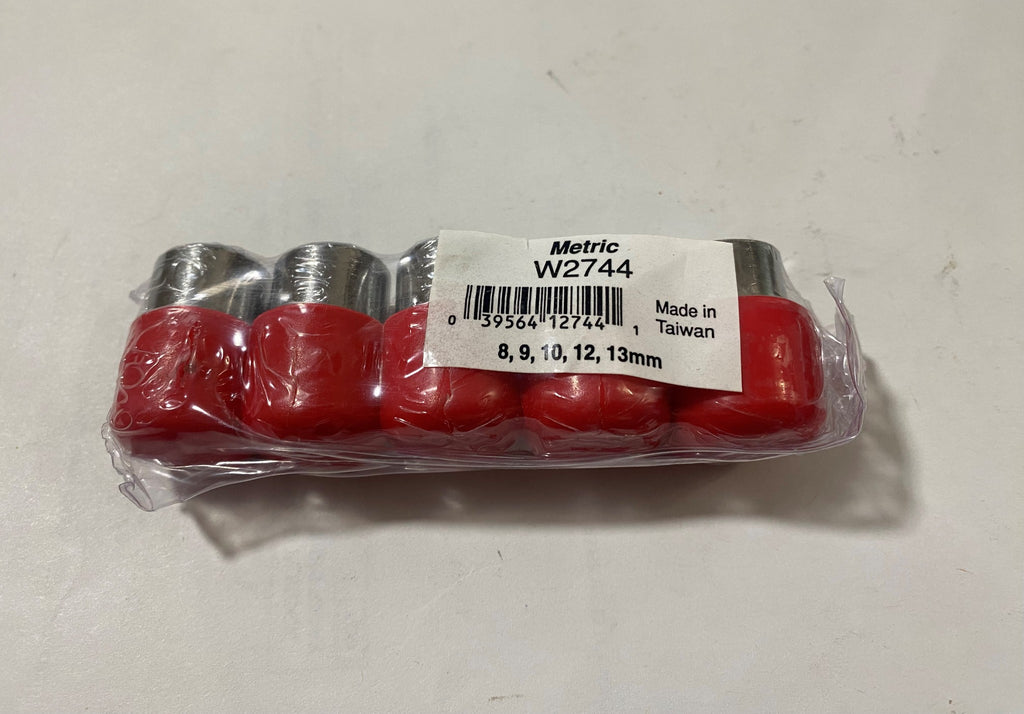 Metric
W2744
0 39564 12744 1
Made in
Taiwan
8, 9, 10, 12, 13mm